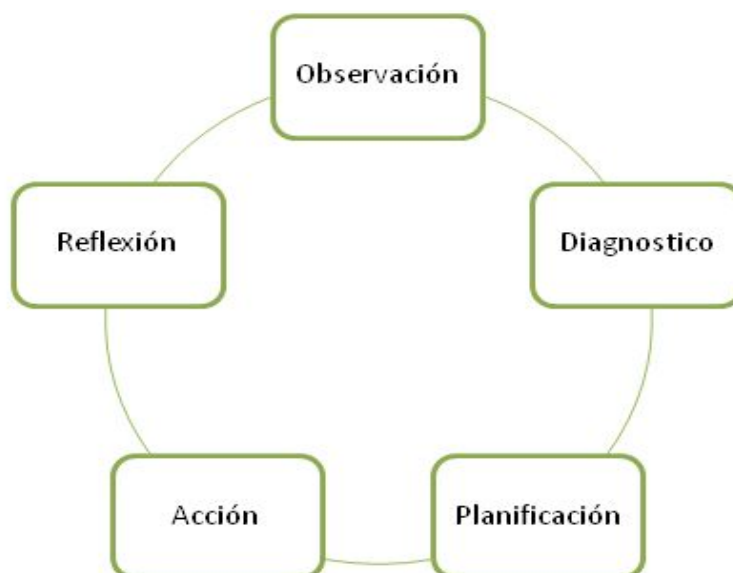 Observación
Reflexión
Diagnostico
Acción
Planificación